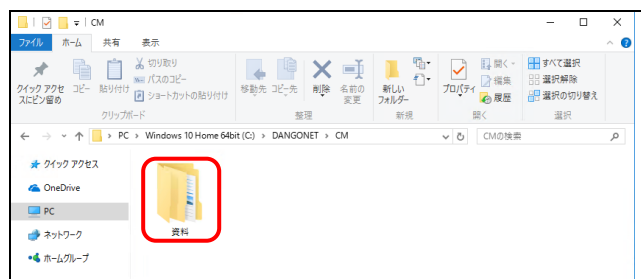 CM
ファイル ホーム 共有 表示
クイック アクセスにピン留め コピー 貼り付け 切り取り パスのコピー ショートカットの貼り付け 移動先 コピー先 削除 名前の変更 新しいフォルダー プロパティ 開く 編集 履歴 すべて選択 選択解除 選択の切り替え
クリップボード 整理 新規 開く 選択
PC > Windows 10 Home 64bit (C:) > DANGONET > CM CMの検索
クイック アクセス
OneDrive
PC
ネットワーク
ホームグループ
資料